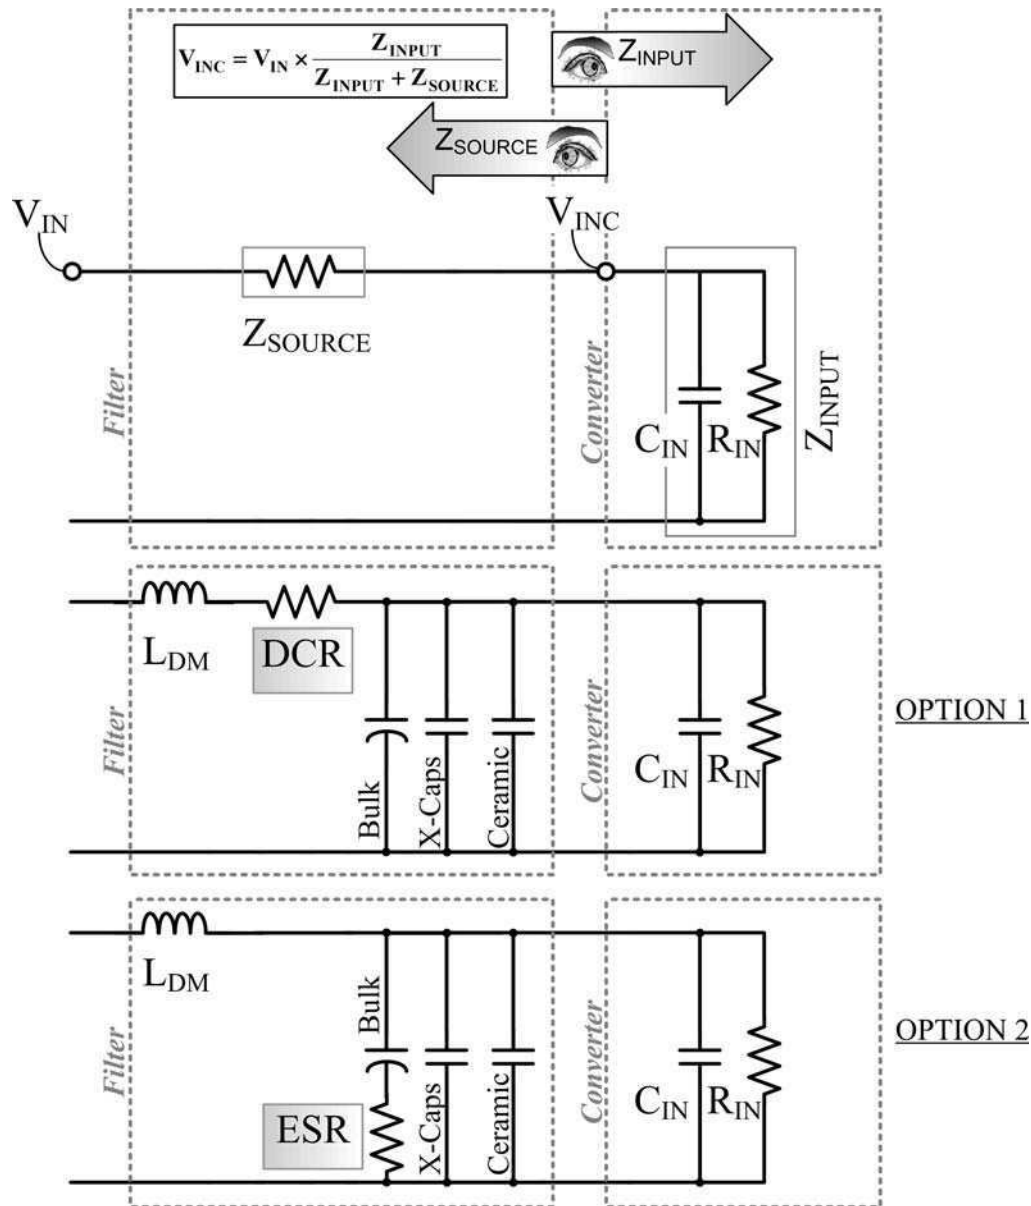 V_INC = V_IN × Z_INPUT / (Z_INPUT + Z_SOURCE)
Z_INPUT
Z_SOURCE
V_IN
V_INC
Z_SOURCE
Filter
Converter
C_IN
R_IN
Z_INPUT
L_DM
DCR
Filter
Bulk
X-Caps
Ceramic
Converter
C_IN
R_IN
OPTION 1
L_DM
Filter
Bulk
ESR
X-Caps
Ceramic
Converter
C_IN
R_IN
OPTION 2